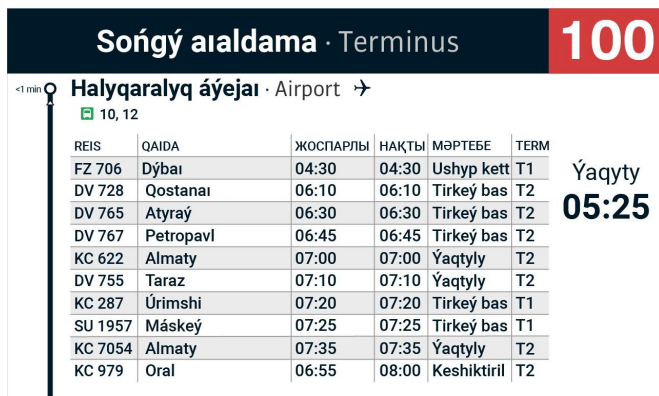 Sońgý aıaldama · Terminus 100
<1 min Halyqaralyq áýejaı · Airport ✈
10, 12
REIS QAIDA ЖОСПАРЛЫ НАҚТЫ МӘРТЕБЕ TERM
FZ 706 Dýbaı 04:30 04:30 Ushyp kett T1
DV 728 Qostanaı 06:10 06:10 Tirkeý bas T2
DV 765 Atyraý 06:30 06:30 Tirkeý bas T2
DV 767 Petropavl 06:45 06:45 Tirkeý bas T2
KC 622 Almaty 07:00 07:00 Ýaqtyly T2
DV 755 Taraz 07:10 07:10 Ýaqtyly T2
KC 287 Úrimshi 07:20 07:20 Tirkeý bas T1
SU 1957 Máskeý 07:25 07:25 Tirkeý bas T1
KC 7054 Almaty 07:35 07:35 Ýaqtyly T2
KC 979 Oral 06:55 08:00 Keshiktiril T2
Ýaqyty
05:25